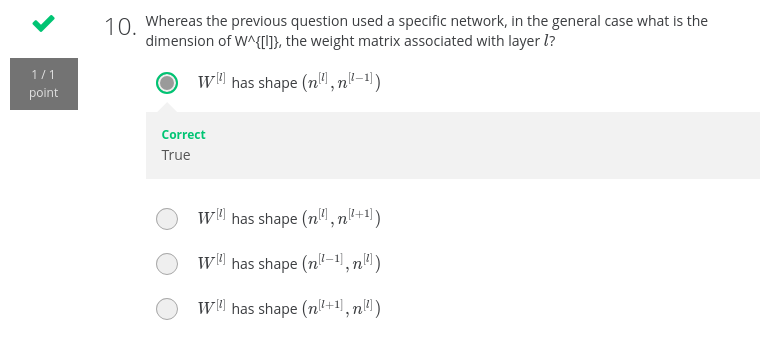 10. Whereas the previous question used a specific network, in the general case what is the
dimension of W^{[l]}, the weight matrix associated with layer l?
1 / 1
point
W^{[l]} has shape (n^{[l]}, n^{[l−1]})
Correct
True
W^{[l]} has shape (n^{[l]}, n^{[l+1]})
W^{[l]} has shape (n^{[l−1]}, n^{[l]})
W^{[l]} has shape (n^{[l+1]}, n^{[l]})